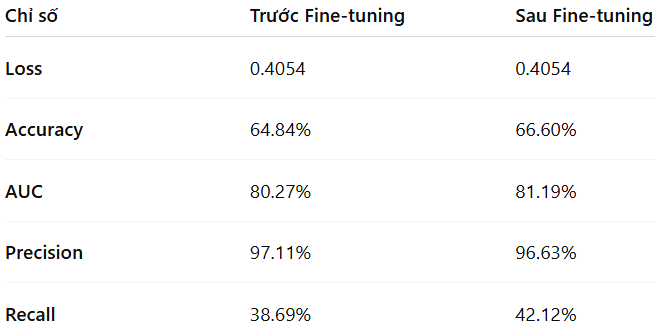 Chỉ số Trước Fine-tuning Sau Fine-tuning
Loss 0.4054 0.4054
Accuracy 64.84% 66.60%
AUC 80.27% 81.19%
Precision 97.11% 96.63%
Recall 38.69% 42.12%